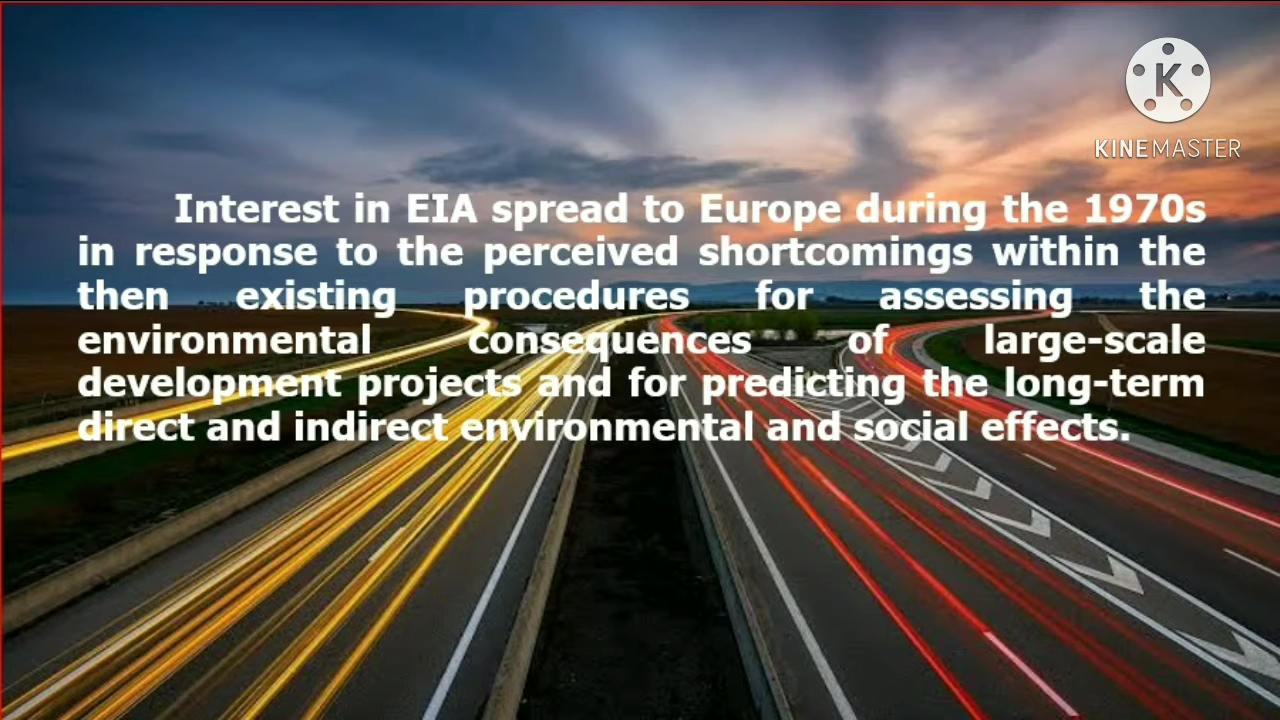 K
KINEMASTER
Interest in EIA spread to Europe during the 1970s
in response to the perceived shortcomings within the
then existing procedures for assessing the
environmental consequences of large-scale
development projects and for predicting the long-term
direct and indirect environmental and social effects.